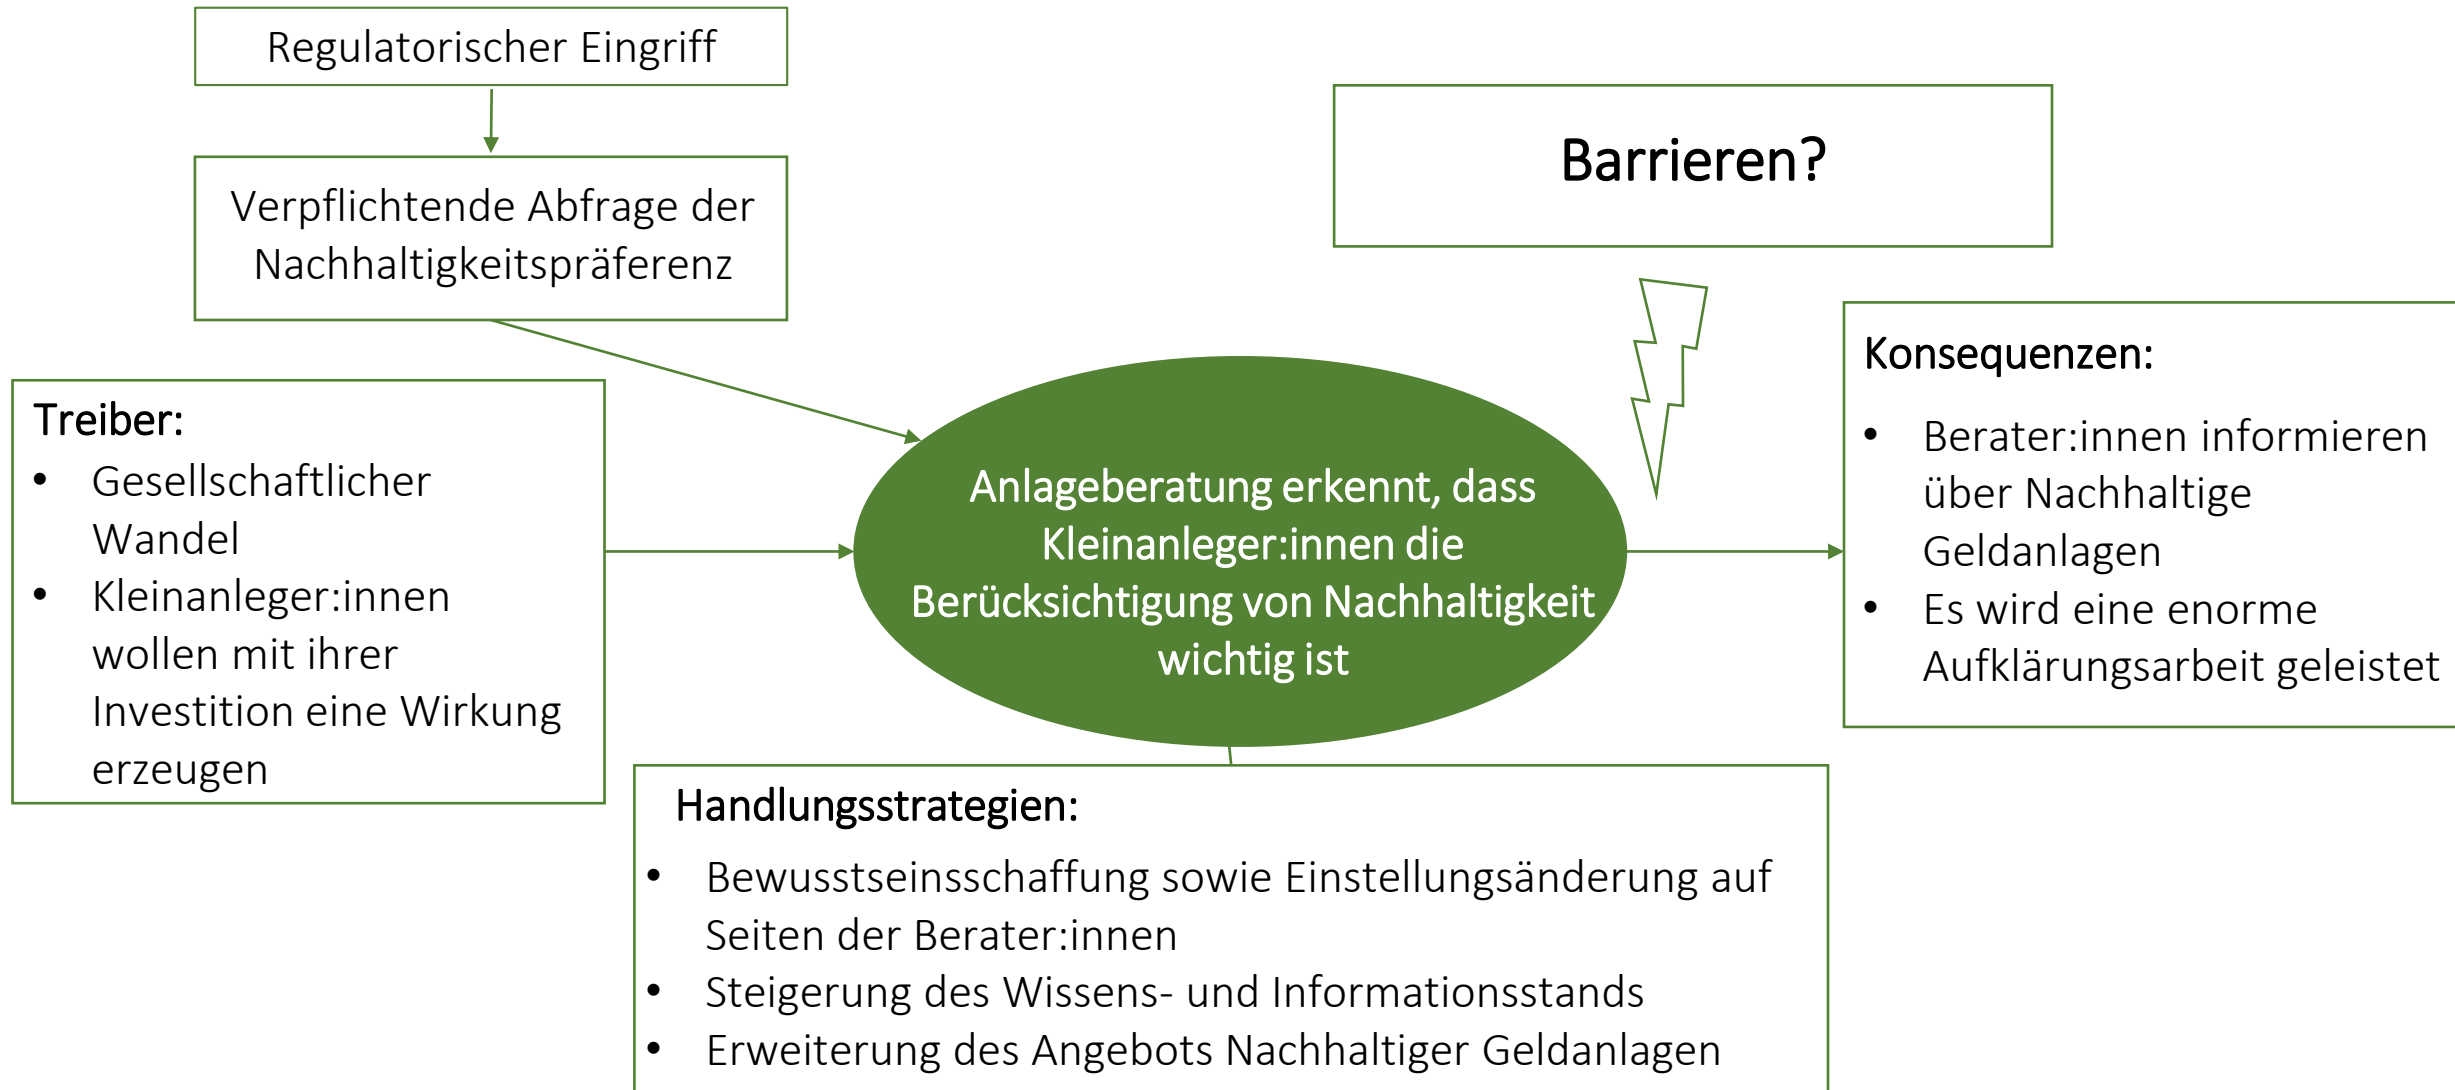 Regulatorischer Eingriff
Verpflichtende Abfrage der
Nachhaltigkeitspräferenz
Barrieren?
Treiber:
• Gesellschaftlicher
Wandel
• Kleinanleger:innen
wollen mit ihrer
Investition eine Wirkung
erzeugen
Anlageberatung erkennt, dass
Kleinanleger:innen die
Berücksichtigung von Nachhaltigkeit
wichtig ist
Konsequenzen:
• Berater:innen informieren
über Nachhaltige
Geldanlagen
• Es wird eine enorme
Aufklärungsarbeit geleistet
Handlungsstrategien:
• Bewusstseinsschaffung sowie Einstellungsänderung auf
Seiten der Berater:innen
• Steigerung des Wissens- und Informationsstands
• Erweiterung des Angebots Nachhaltiger Geldanlagen